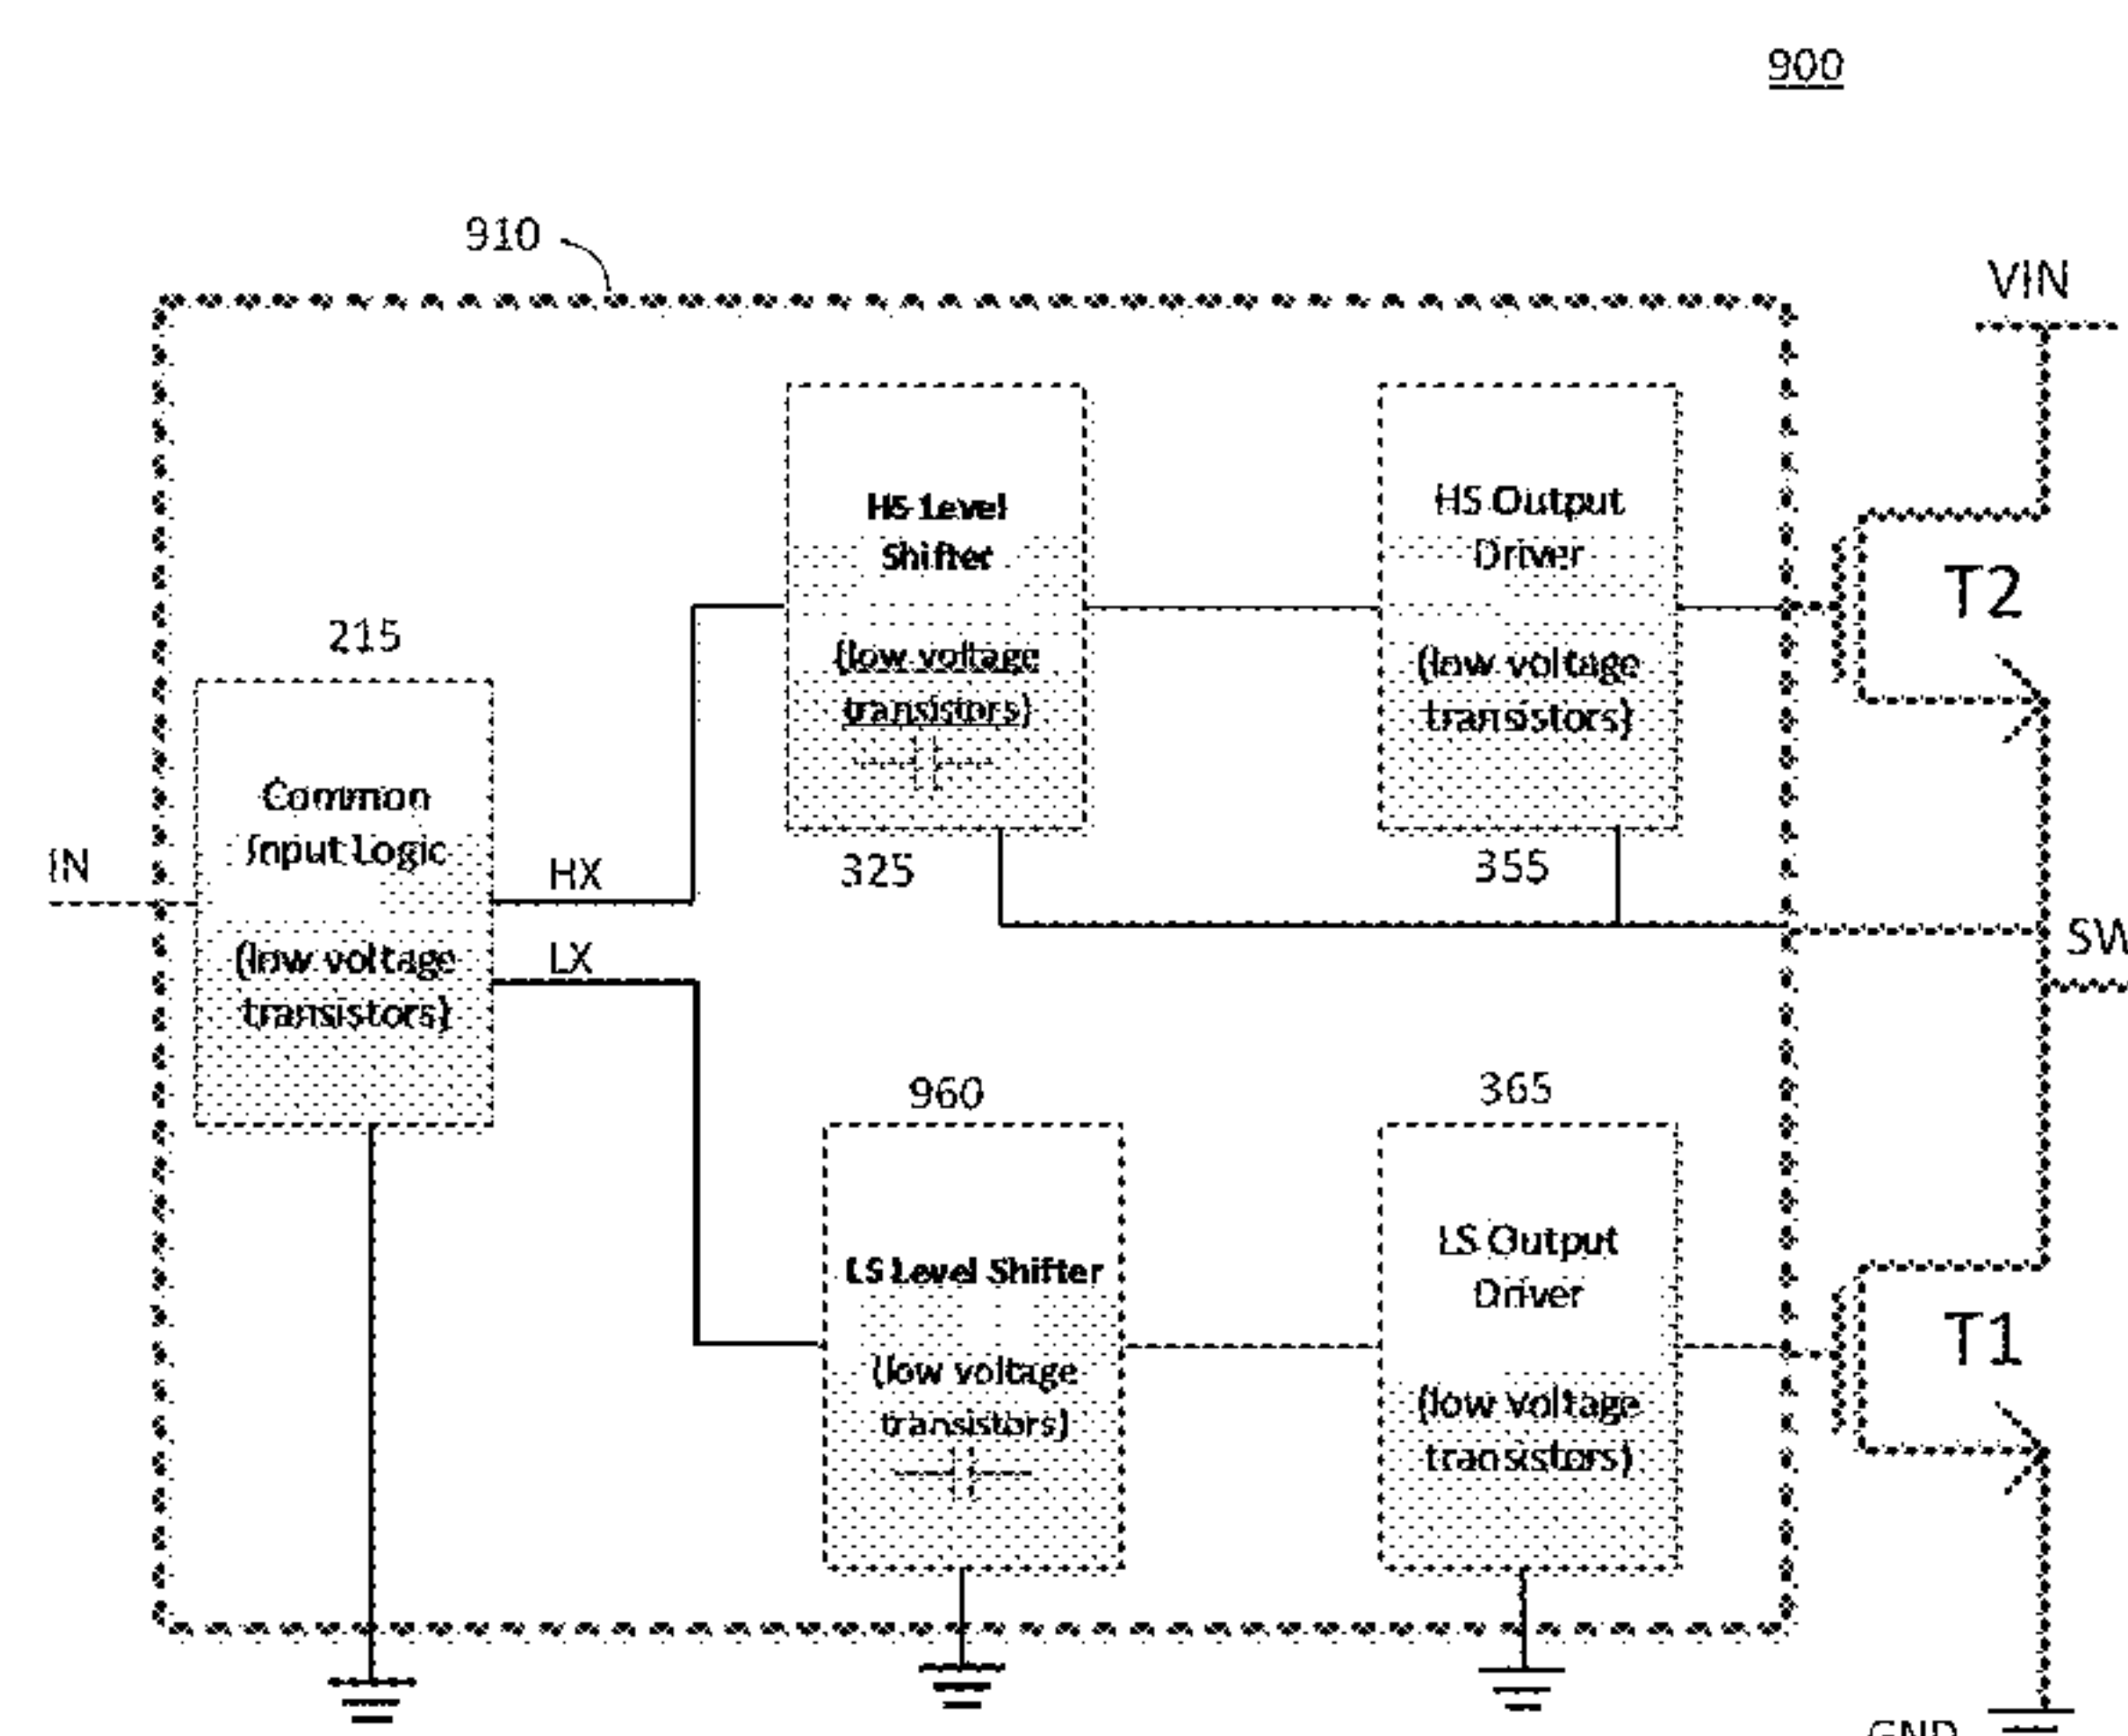 900
910
VIN
HS Level
Shifter
(low voltage
transistors)
HS Output
Driver
(low voltage
transistors)
T2
215
Common
Input Logic
(low voltage
transistors)
IN
HX
LX
325
355
SW
960
365
LS Level Shifter
(low voltage
transistors)
LS Output
Driver
(low voltage
transistors)
T1
GND